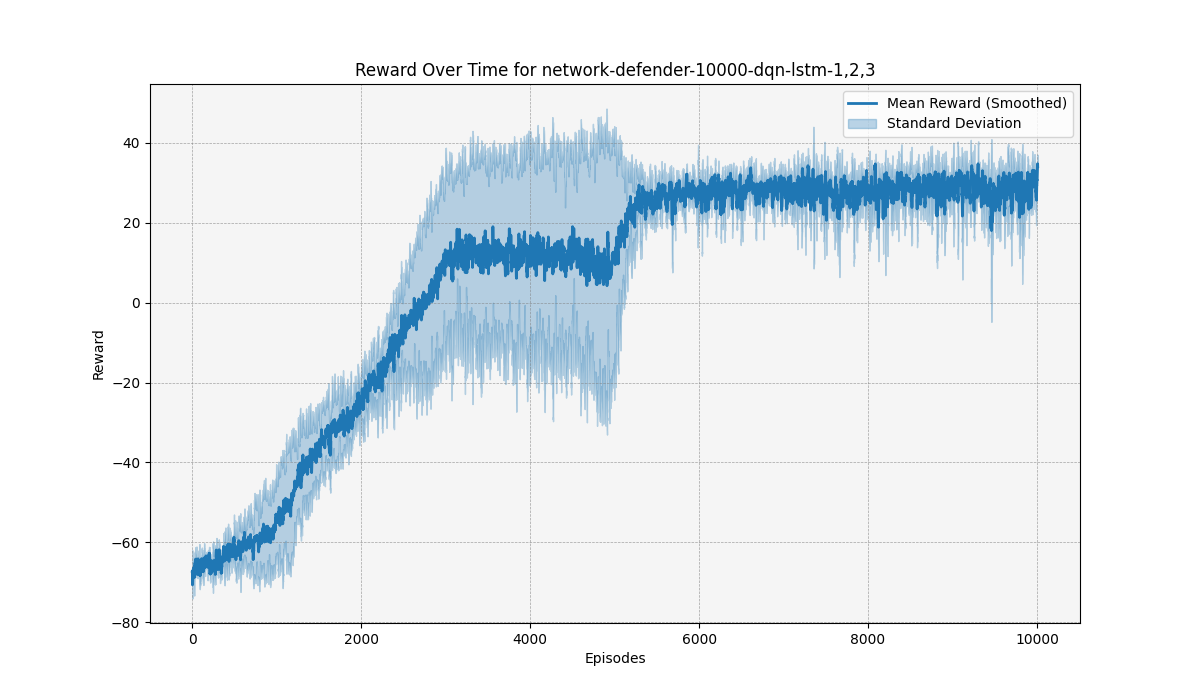 Reward Over Time for network-defender-10000-dqn-lstm-1,2,3
Mean Reward (Smoothed)
Standard Deviation
Reward
40
20
0
−20
−40
−60
−80
0 2000 4000 6000 8000 10000
Episodes